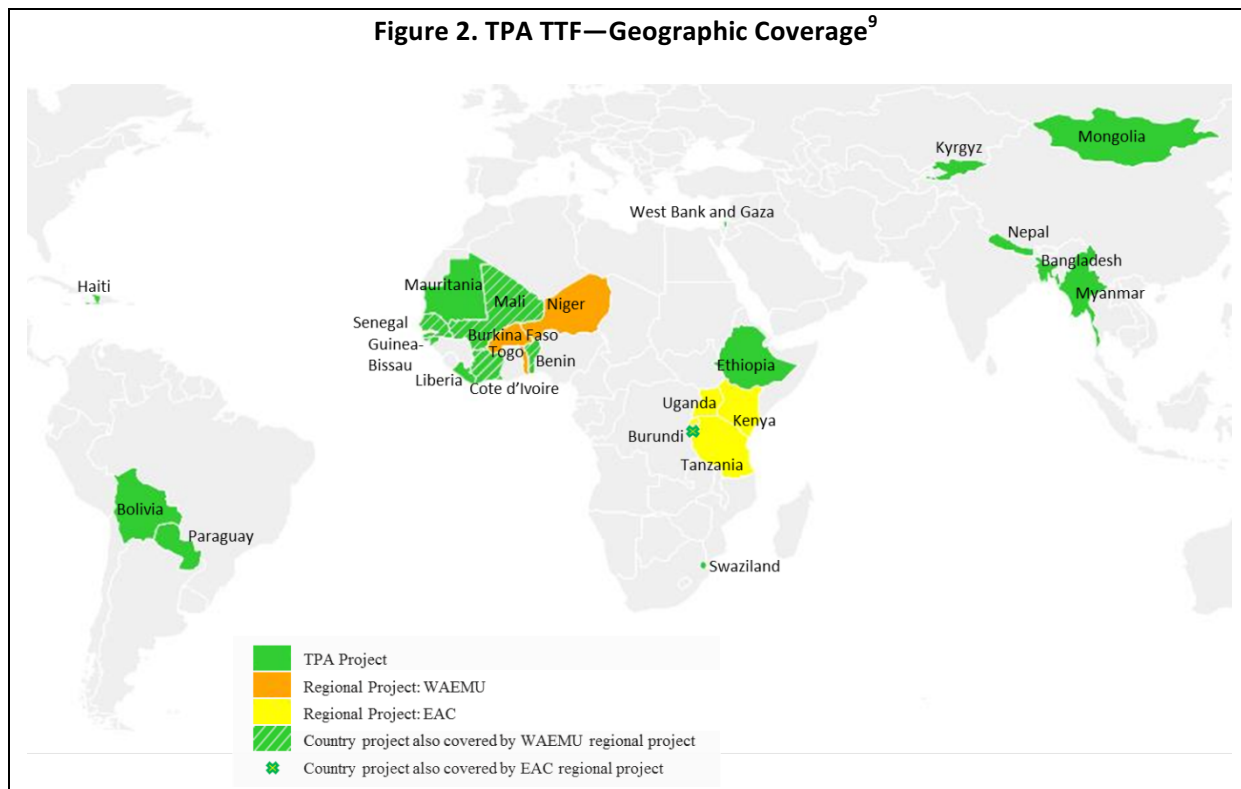 Figure 2. TPA TTF—Geographic Coverage9
Mongolia
Kyrgyz
West Bank and Gaza
Nepal
Bangladesh
Myanmar
Haiti
Mauritania
Mali
Niger
Senegal
Burkina Faso
Guinea-
Bissau
Togo
Benin
Liberia
Cote d’Ivoire
Ethiopia
Uganda
Kenya
Burundi
Tanzania
Bolivia
Paraguay
Swaziland
TPA Project
Regional Project: WAEMU
Regional Project: EAC
Country project also covered by WAEMU regional project
Country project also covered by EAC regional project